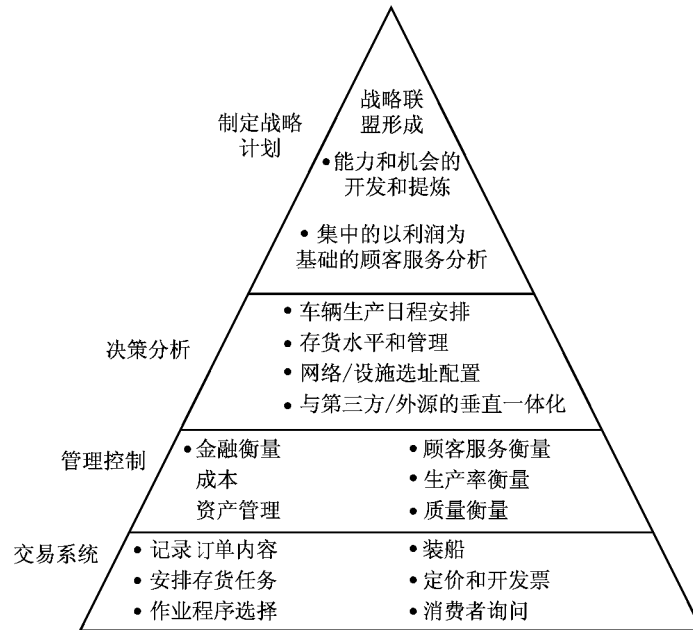 制定战略
计划
战略联
盟形成
•能力和机会的
开发和提炼
•集中的以利润为
基础的顾客服务分析
决策分析
•车辆生产日程安排
•存货水平和管理
•网络/设施选址配置
•与第三方/外源的垂直一体化
管理控制
•金融衡量
成本
资产管理
•顾客服务衡量
•生产率衡量
•质量衡量
交易系统
•记录订单内容
•安排存货任务
•作业程序选择
•装船
•定价和开发票
•消费者询问